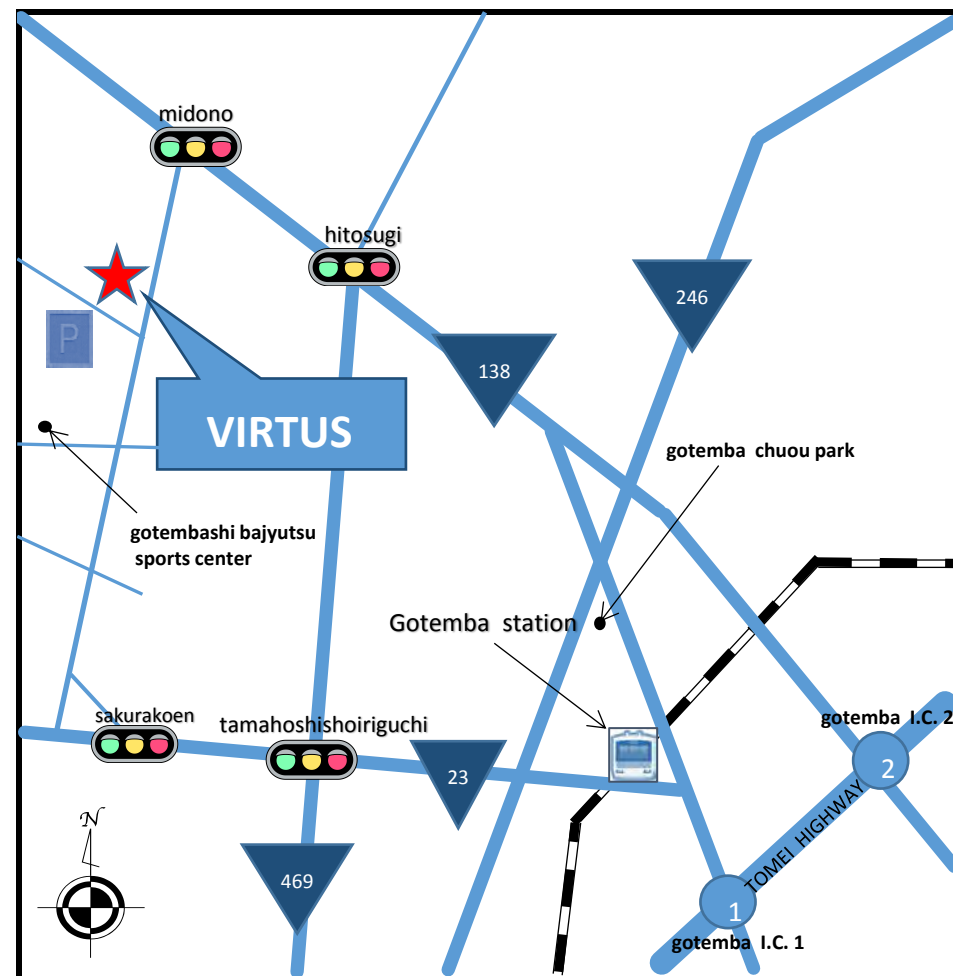 midono
hitosugi
246
138
P
VIRTUS
gotemba chuou park
gotembashi bajyutsu
sports center
Gotemba station
sakurakoen
tamahoshishoiriguchi
gotemba I.C. 2
23
2
TOMEI HIGHWAY
N
469
1
gotemba I.C. 1